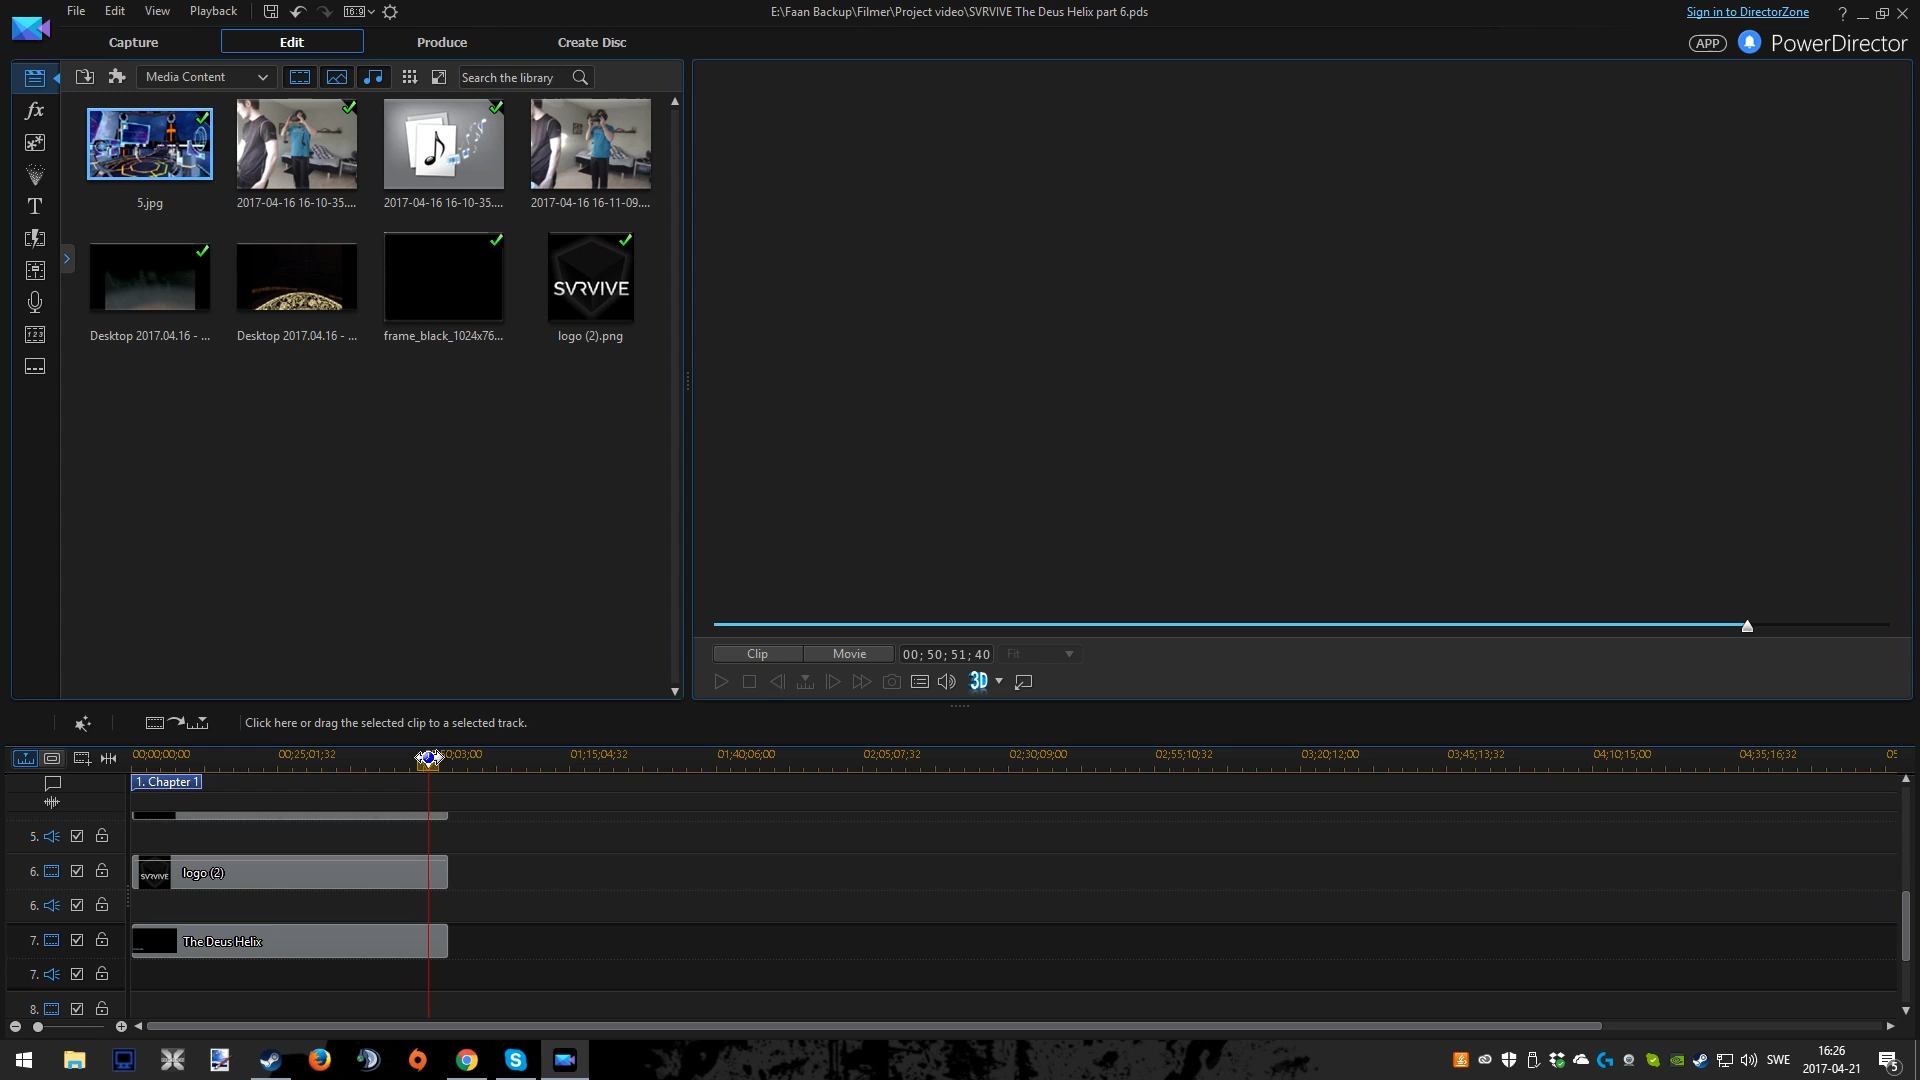 File Edit View Playback 16:9 E:\Faan Backup\Filmer\Project video\SVRVIVE The Deus Helix part 6.pds Sign in to DirectorZone ?
Capture Edit Produce Create Disc APP PowerDirector
Media Content Search the library
fx
5.jpg 2017-04-16 16-10-35.... 2017-04-16 16-10-35.... 2017-04-16 16-11-09....
T
SVRVIVE
Desktop 2017.04.16 - ... Desktop 2017.04.16 - ... frame_black_1024x76... logo (2).png
Clip Movie 00; 50; 51; 40 Fit
3D
Click here or drag the selected clip to a selected track.
00;00;00;00 00;25;01;32 50;03;00 01;15;04;32 01;40;06;00 02;05;07;32 02;30;09;00 02;55;10;32 03;20;12;00 03;45;13;32 04;10;15;00 04;35;16;32
1. Chapter 1
5.
6. SVRVIVE logo (2)
6.
7. The Deus Helix
7.
8.
SWE 16:26
2017-04-21 5